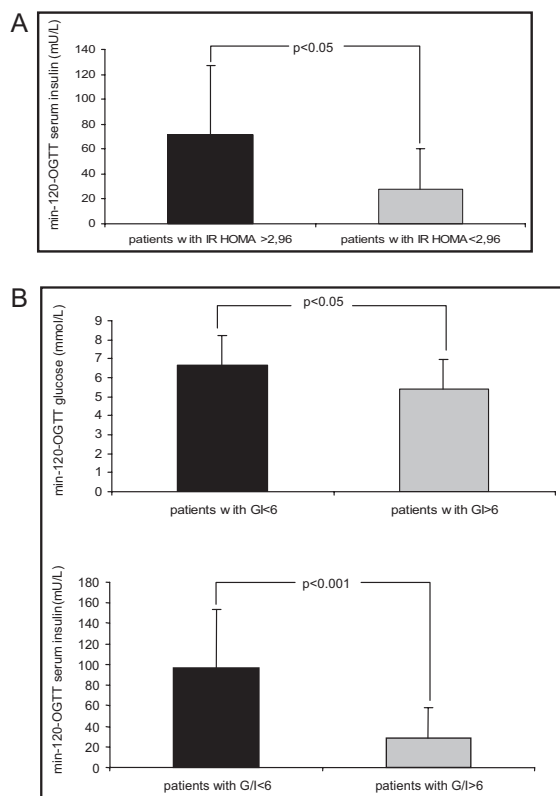 A
min-120-OGTT serum insulin (mU/L)
140
120
100
80
60
40
20
0
p<0.05
patients with IR HOMA >2,96
patients with IR HOMA<2,96
B
min-120-OGTT glucose (mmol/L)
9
8
7
6
5
4
3
2
1
0
p<0.05
patients with GI<6
patients with GI>6
min-120-OGTT serum insulin(mU/L)
180
160
140
120
100
80
60
40
20
0
p<0.001
patients with G/I<6
patients with G/I>6